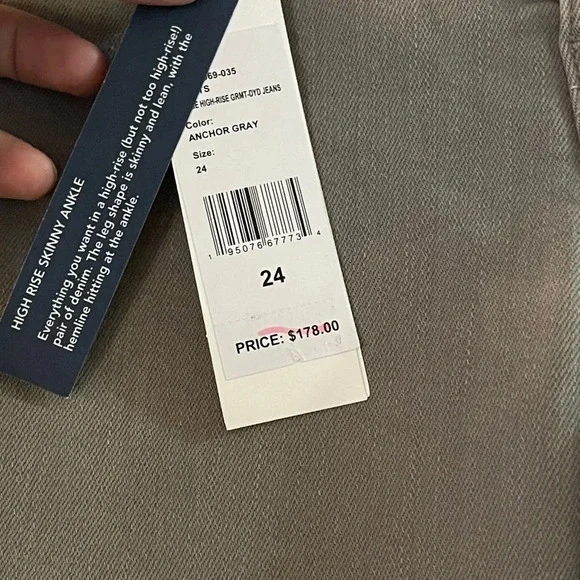 HIGH RISE SKINNY ANKLE
Everything you want in a high-rise (but not too high-rise!)
pair of denim. The leg shape is skinny and lean, with the
hemline hitting at the ankle.
69-035
TS
E HIGH-RISE GRMT-DYD JEANS
Color:
ANCHOR GRAY
Size:
24
1 95076 67773 4
24
PRICE: $178.00